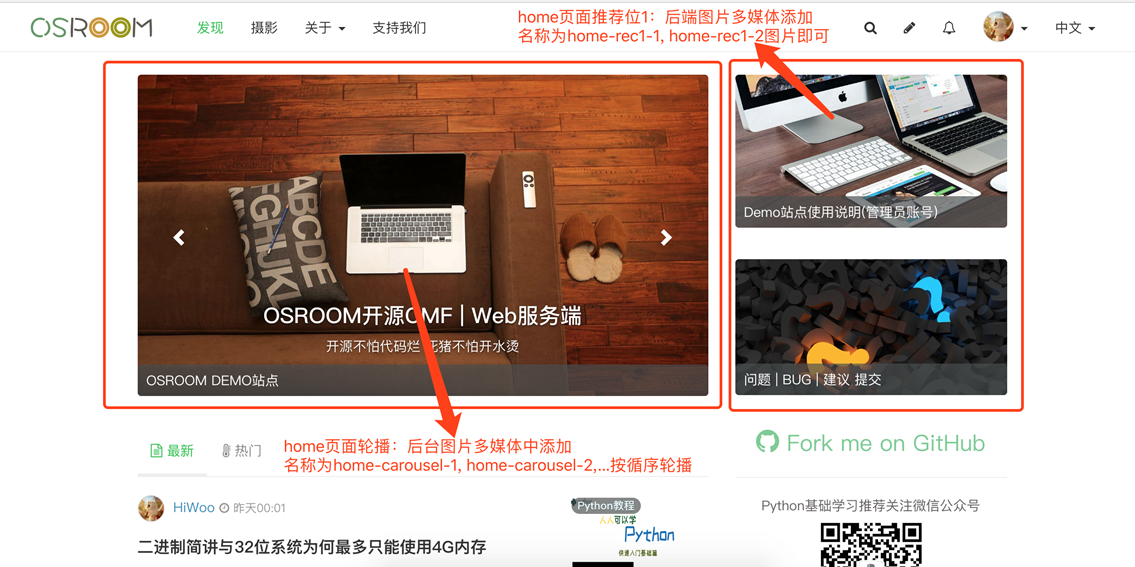 OSROOM
发现
摄影
关于
支持我们
home页面推荐位1：后端图片多媒体添加
名称为home-rec1-1, home-rec1-2图片即可
中文
ABCDE
FGHIJKL
OSROOM开源CMF | Web服务端
开源不怕代码烂 死猪不怕开水烫
OSROOM DEMO站点
Demo站点使用说明(管理员账号)
问题 | BUG | 建议 提交
最新
热门
home页面轮播：后台图片多媒体中添加
名称为home-carousel-1, home-carousel-2,...按循序轮播
Fork me on GitHub
HiWoo
昨天00:01
二进制简讲与32位系统为何最多只能使用4G内存
Python教程
人人可以学
Python
快速入门基础篇
Python基础学习推荐关注微信公众号